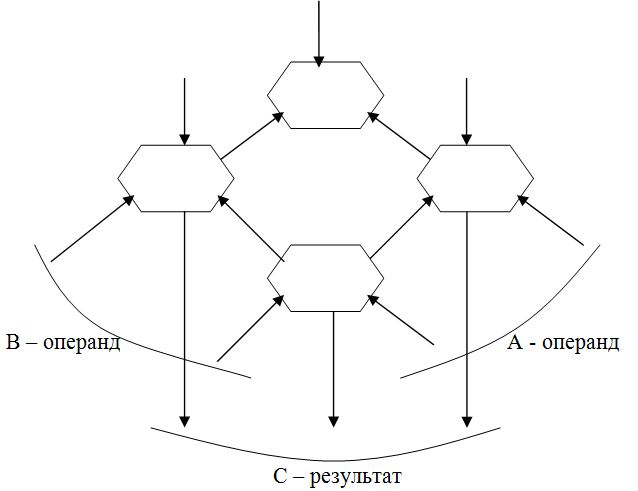 В – операнд
А - операнд
С – результат